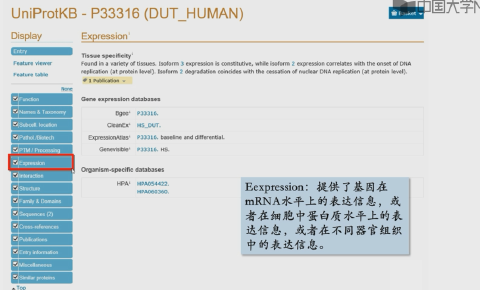 UniProtKB - P33316 (DUT_HUMAN)
中国大学
Basket
Display
Entry
Feature viewer
Feature table
None
Function
Names & Taxonomy
Subcell. location
Pathol./Biotech
PTM / Processing
Expression
Interaction
Structure
Family & Domains
Sequences (2)
Cross-references
Publications
Entry information
Miscellaneous
Similar proteins
Top
Expression
Tissue specificity
Found in a variety of tissues. Isoform 3 expression is constitutive, while isoform 2 expression correlates with the onset of DNA
replication (at protein level). Isoform 2 degradation coincides with the cessation of nuclear DNA replication (at protein level).
1 Publication
Gene expression databases
Bgee P33316.
CleanEx HS_DUT.
ExpressionAtlas P33316. baseline and differential.
Genevisible P33316. HS.
Organism-specific databases
HPA HPA054422.
HPA060360.
Eexpression：提供了基因在
mRNA水平上的表达信息，或
者在细胞中蛋白质水平上的表
达信息，或者在不同器官组织
中的表达信息。